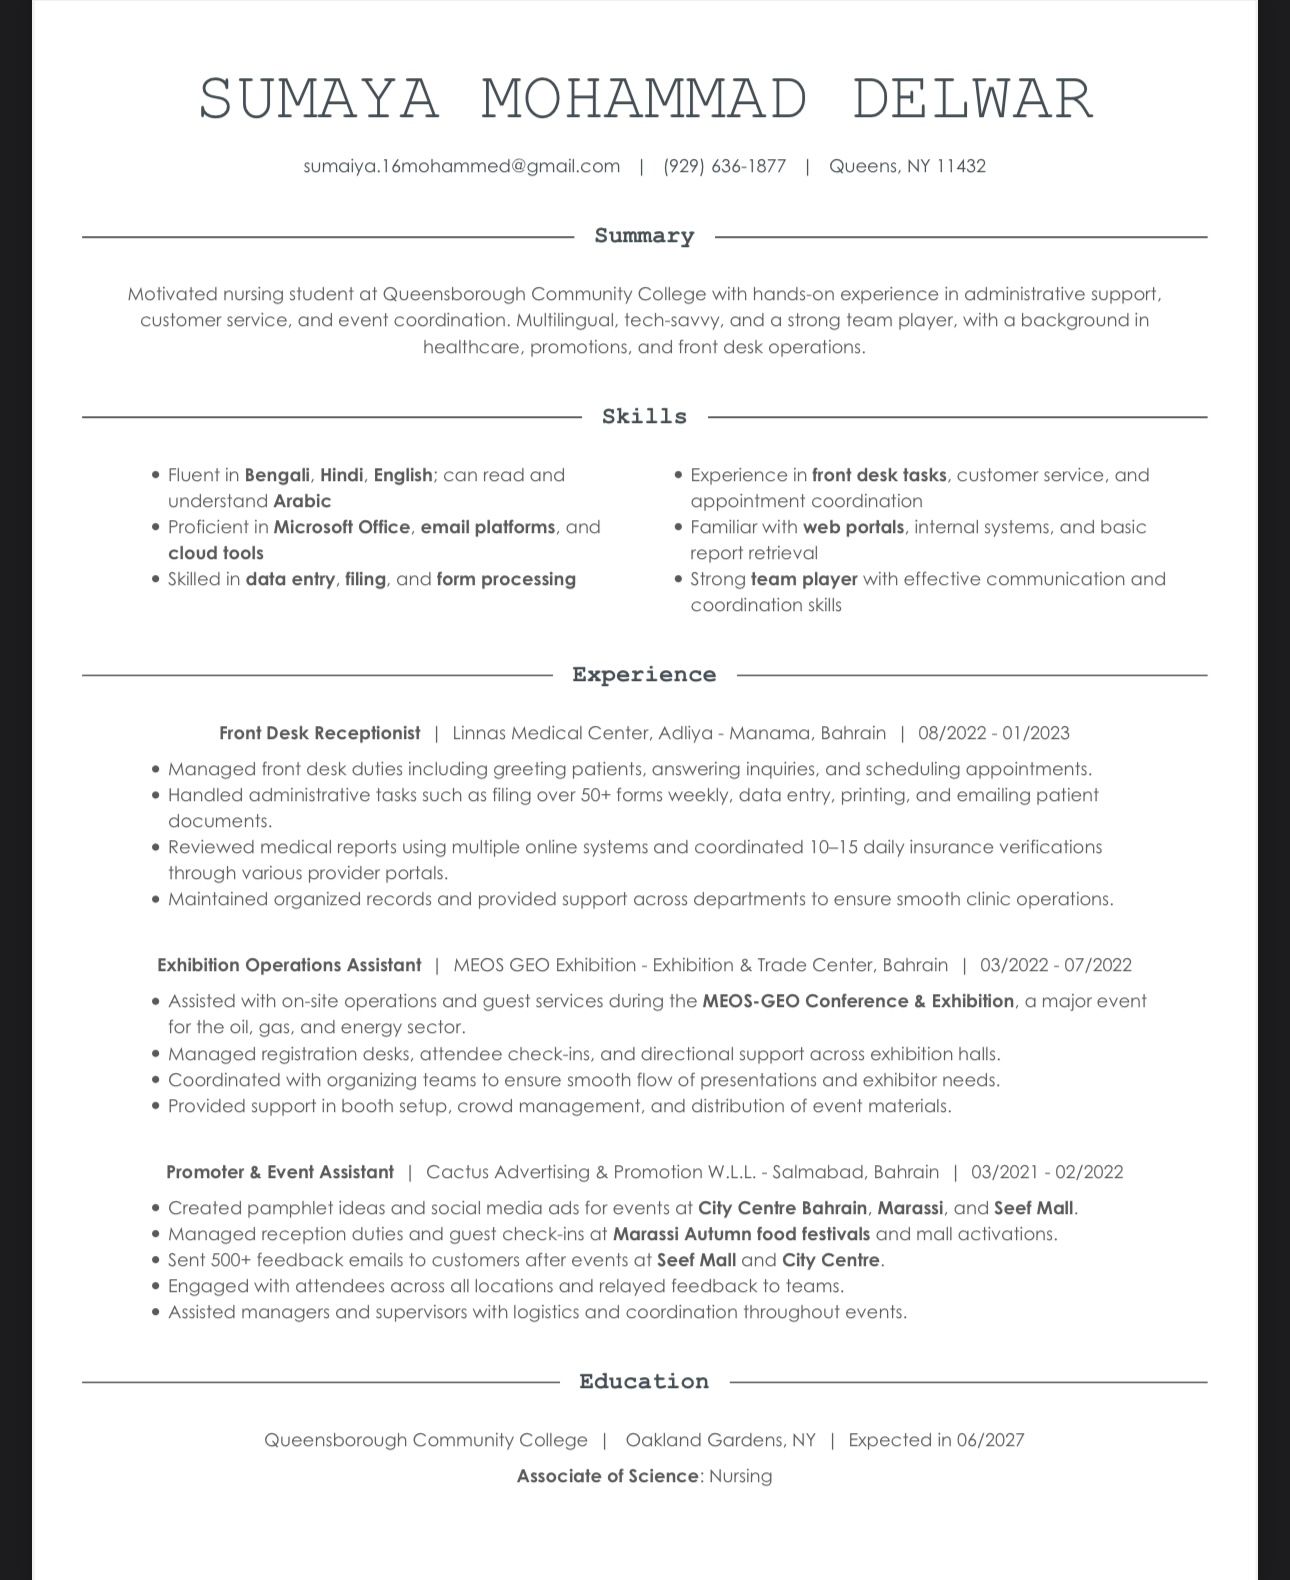 SUMAYA MOHAMMAD DELWAR
sumaiya.16mohammed@gmail.com | (929) 636-1877 | Queens, NY 11432
Summary
Motivated nursing student at Queensborough Community College with hands-on experience in administrative support,
customer service, and event coordination. Multilingual, tech-savvy, and a strong team player, with a background in
healthcare, promotions, and front desk operations.
Skills
• Fluent in Bengali, Hindi, English; can read and
understand Arabic
• Proficient in Microsoft Office, email platforms, and
cloud tools
• Skilled in data entry, filing, and form processing
• Experience in front desk tasks, customer service, and
appointment coordination
• Familiar with web portals, internal systems, and basic
report retrieval
• Strong team player with effective communication and
coordination skills
Experience
Front Desk Receptionist | Linnas Medical Center, Adliya - Manama, Bahrain | 08/2022 - 01/2023
• Managed front desk duties including greeting patients, answering inquiries, and scheduling appointments.
• Handled administrative tasks such as filing over 50+ forms weekly, data entry, printing, and emailing patient
documents.
• Reviewed medical reports using multiple online systems and coordinated 10–15 daily insurance verifications
through various provider portals.
• Maintained organized records and provided support across departments to ensure smooth clinic operations.
Exhibition Operations Assistant | MEOS GEO Exhibition - Exhibition & Trade Center, Bahrain | 03/2022 - 07/2022
• Assisted with on-site operations and guest services during the MEOS-GEO Conference & Exhibition, a major event
for the oil, gas, and energy sector.
• Managed registration desks, attendee check-ins, and directional support across exhibition halls.
• Coordinated with organizing teams to ensure smooth flow of presentations and exhibitor needs.
• Provided support in booth setup, crowd management, and distribution of event materials.
Promoter & Event Assistant | Cactus Advertising & Promotion W.L.L. - Salmabad, Bahrain | 03/2021 - 02/2022
• Created pamphlet ideas and social media ads for events at City Centre Bahrain, Marassi, and Seef Mall.
• Managed reception duties and guest check-ins at Marassi Autumn food festivals and mall activations.
• Sent 500+ feedback emails to customers after events at Seef Mall and City Centre.
• Engaged with attendees across all locations and relayed feedback to teams.
• Assisted managers and supervisors with logistics and coordination throughout events.
Education
Queensborough Community College | Oakland Gardens, NY | Expected in 06/2027
Associate of Science: Nursing